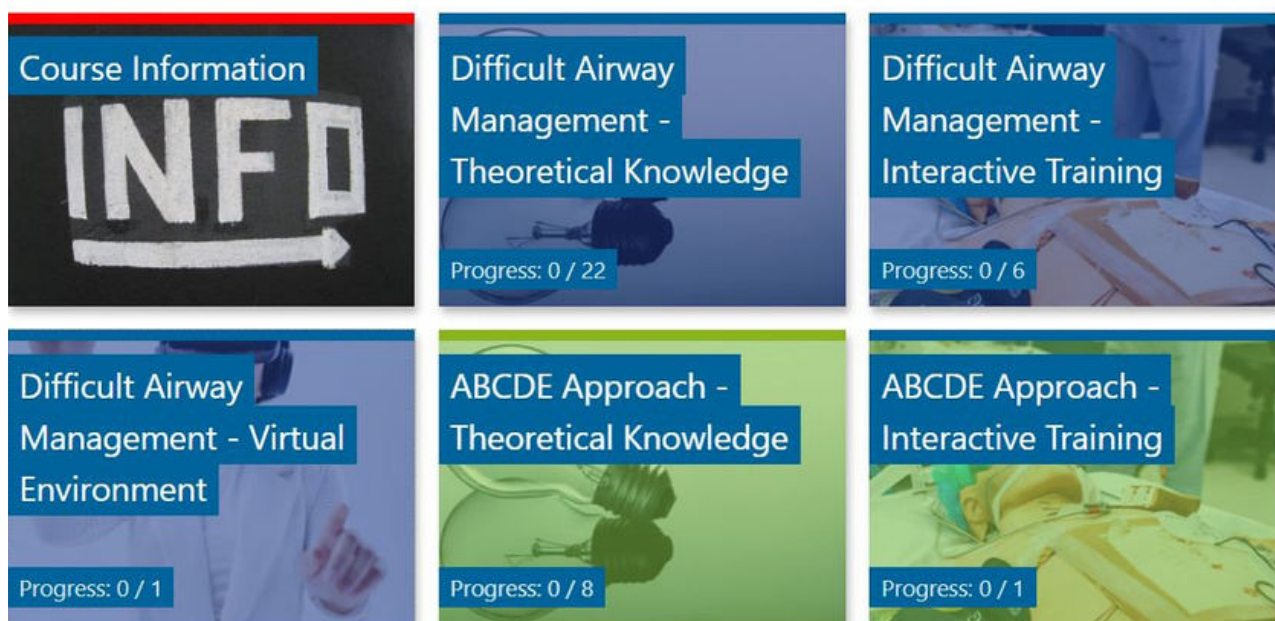 Course Information
INFO
Difficult Airway
Management -
Theoretical Knowledge
Progress: 0 / 22
Difficult Airway
Management -
Interactive Training
Progress: 0 / 6
Difficult Airway
Management - Virtual
Environment
Progress: 0 / 1
ABCDE Approach -
Theoretical Knowledge
Progress: 0 / 8
ABCDE Approach -
Interactive Training
Progress: 0 / 1